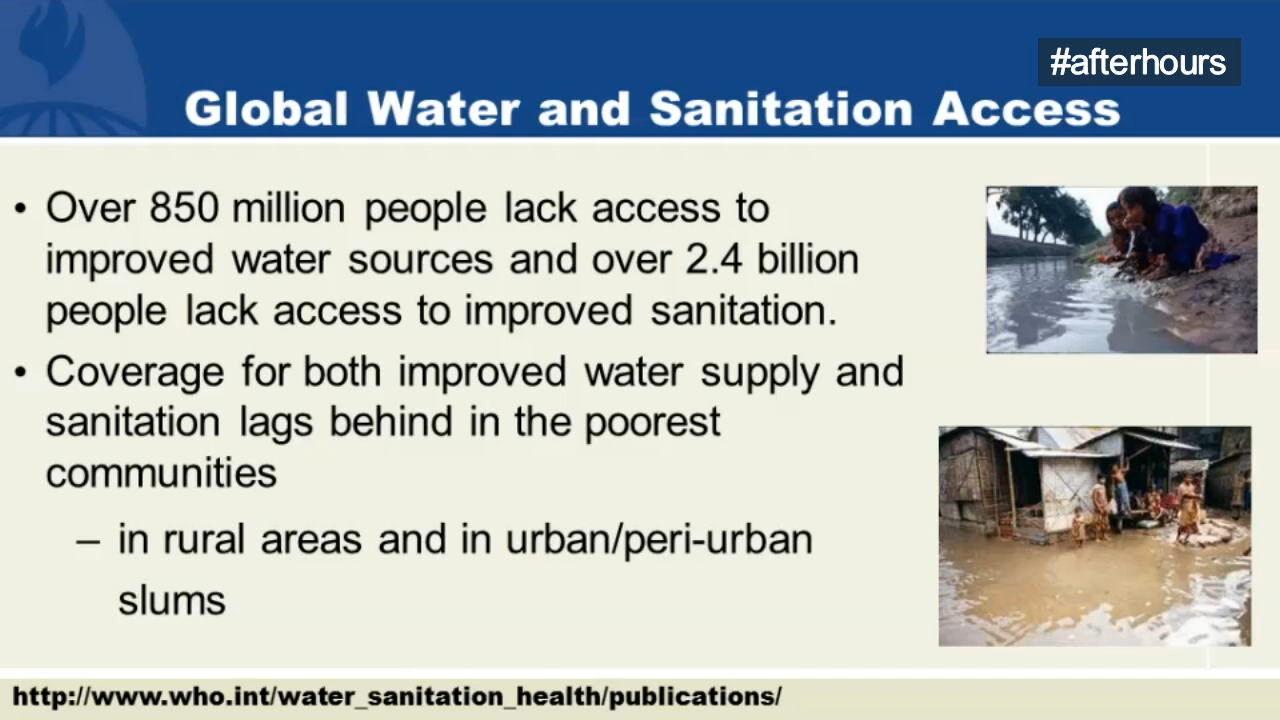 #afterhours
Global Water and Sanitation Access
• Over 850 million people lack access to
improved water sources and over 2.4 billion
people lack access to improved sanitation.
• Coverage for both improved water supply and
sanitation lags behind in the poorest
communities
– in rural areas and in urban/peri-urban
slums
http://www.who.int/water_sanitation_health/publications/